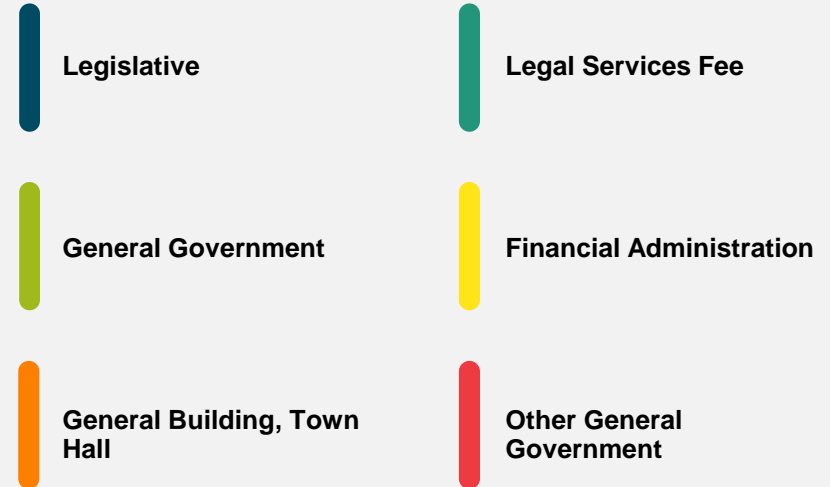 Legislative
Legal Services Fee
General Government
Financial Administration
General Building, Town
Hall
Other General
Government